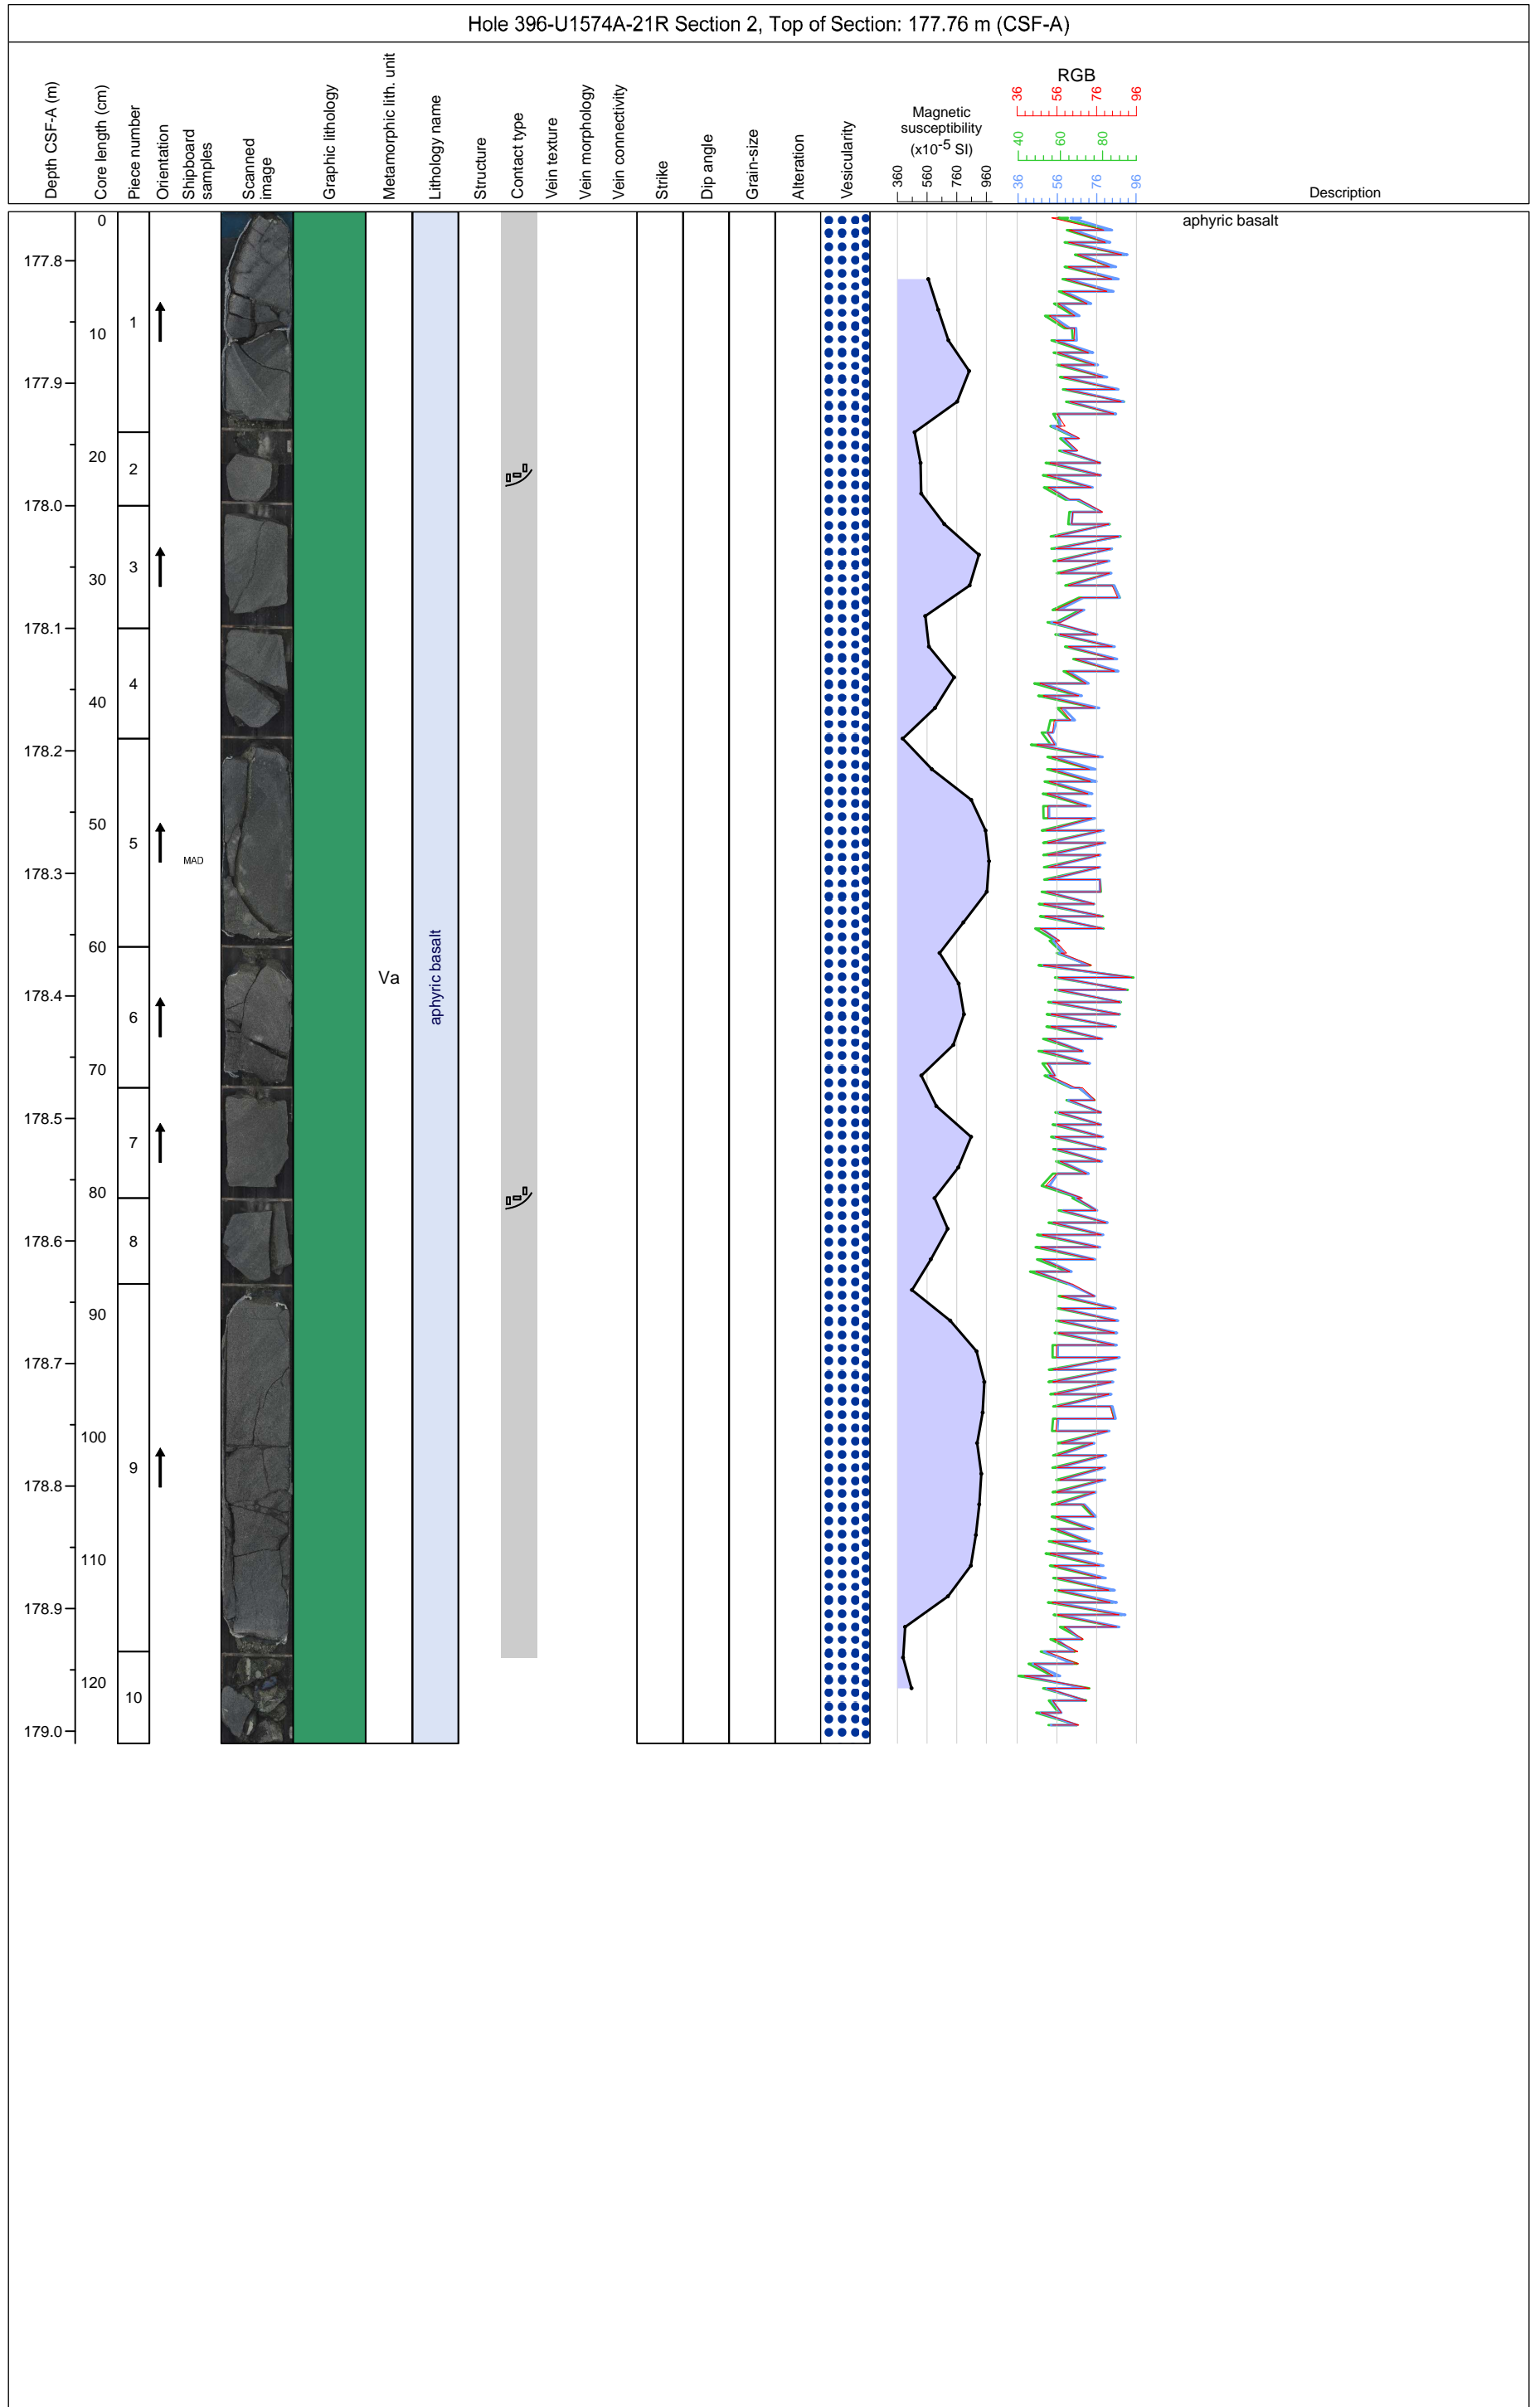 Hole 396-U1574A-21R Section 2, Top of Section: 177.76 m (CSF-A)
Depth CSF-A (m)
Core length (cm)
Piece number
Orientation
Shipboard
samples
Scanned
image
Graphic lithology
Metamorphic lith. unit
Lithology name
Structure
Contact type
Vein texture
Vein morphology
Vein connectivity
Strike
Dip angle
Grain-size
Alteration
Vesicularity
Magnetic
susceptibility
(x10-5 SI)
360 560 760 960
RGB
36 56 76 96
40 60 80
36 56 76 96
Description
0
aphyric basalt
177.8
1
10
177.9
20
2
178.0
3
30
178.1
4
40
178.2
50
5
MAD
178.3
60
aphyric basalt
Va
178.4
6
70
178.5
7
80
178.6
8
90
178.7
100
9
178.8
110
178.9
120
10
179.0